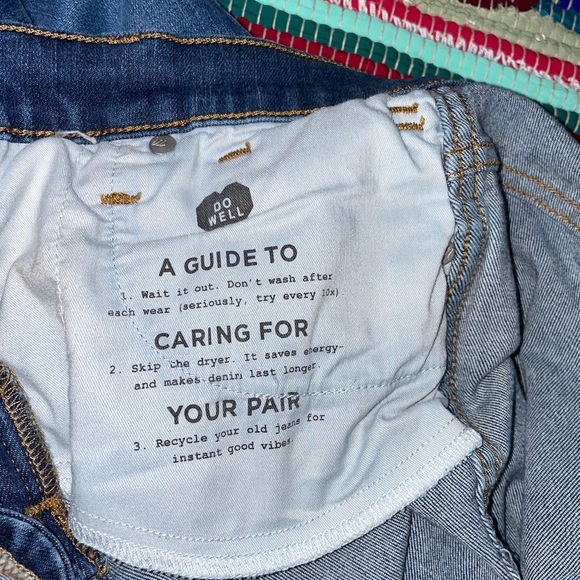 DO
WELL
A GUIDE TO
1. Wait it out. Don't wash after
each wear (seriously, try every 10x).
CARING FOR
2. Skip the dryer. It saves energy-
and makes denim last longer.
YOUR PAIR
3. Recycle your old jeans for
instant good vibes.